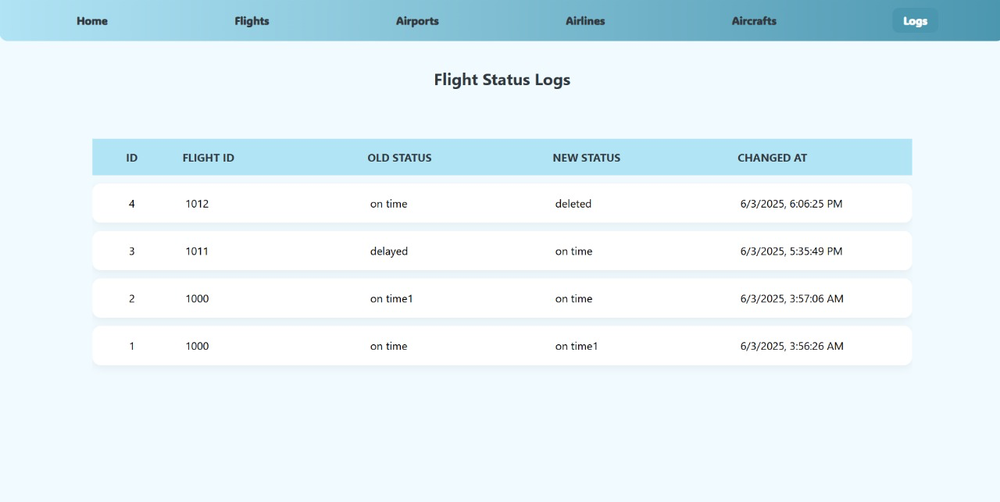 Home Flights Airports Airlines Aircrafts Logs
Flight Status Logs
ID FLIGHT ID OLD STATUS NEW STATUS CHANGED AT
4 1012 on time deleted 6/3/2025, 6:06:25 PM
3 1011 delayed on time 6/3/2025, 5:35:49 PM
2 1000 on time1 on time 6/3/2025, 3:57:06 AM
1 1000 on time on time1 6/3/2025, 3:56:26 AM